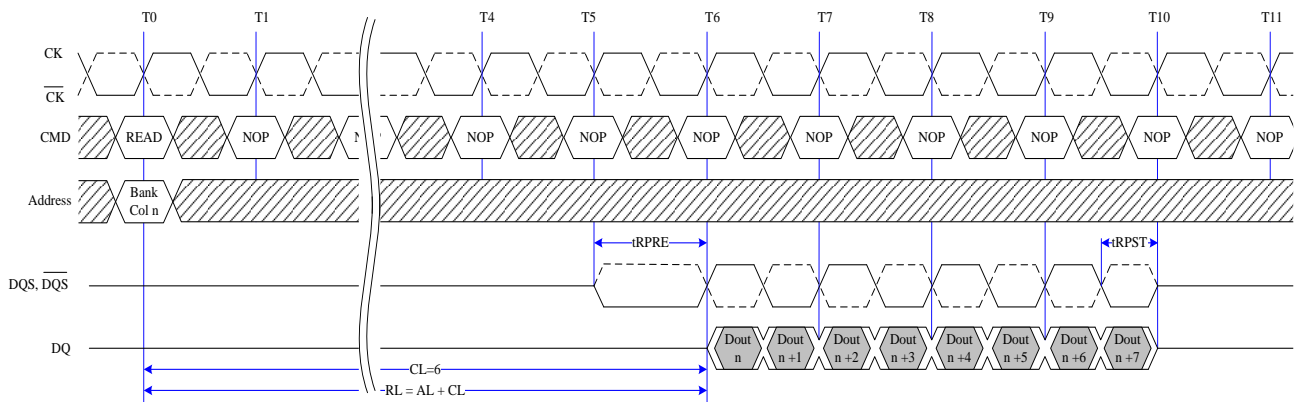 T0 T1 T4 T5 T6 T7 T8 T9 T10 T11
CK
CK
CMD READ NOP NOP NOP NOP NOP NOP NOP NOP NOP
Address Bank
Col n
tRPRE tRPST
DQS, DQS
DQ Dout Dout Dout Dout Dout Dout Dout Dout
n n +1 n +2 n +3 n +4 n +5 n +6 n +7
CL=6
RL = AL + CL